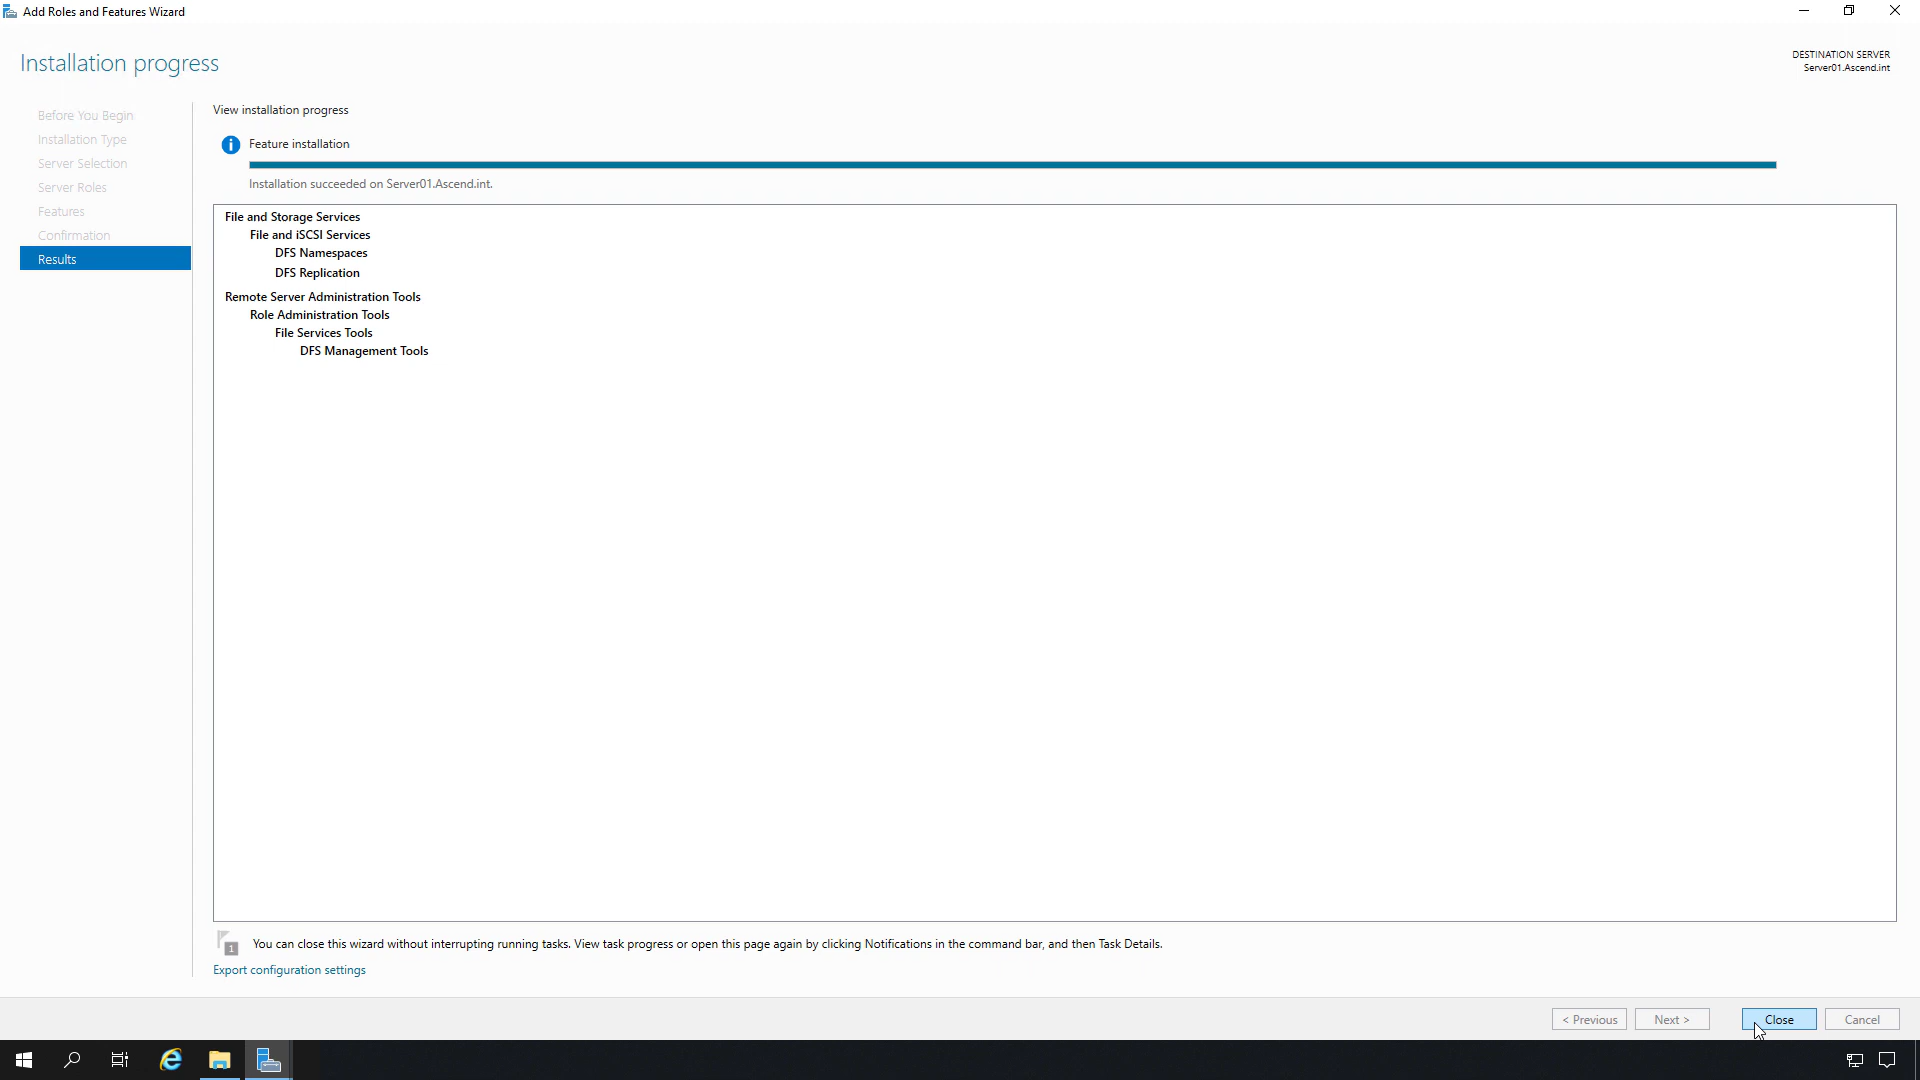 Add Roles and Features Wizard
Installation progress
DESTINATION SERVER
Server01.Ascend.int
Before You Begin
Installation Type
Server Selection
Server Roles
Features
Confirmation
Results
View installation progress
Feature installation
Installation succeeded on Server01.Ascend.int.
File and Storage Services
File and iSCSI Services
DFS Namespaces
DFS Replication
Remote Server Administration Tools
Role Administration Tools
File Services Tools
DFS Management Tools
1
You can close this wizard without interrupting running tasks. View task progress or open this page again by clicking Notifications in the command bar, and then Task Details.
Export configuration settings
< Previous
Next >
Close
Cancel